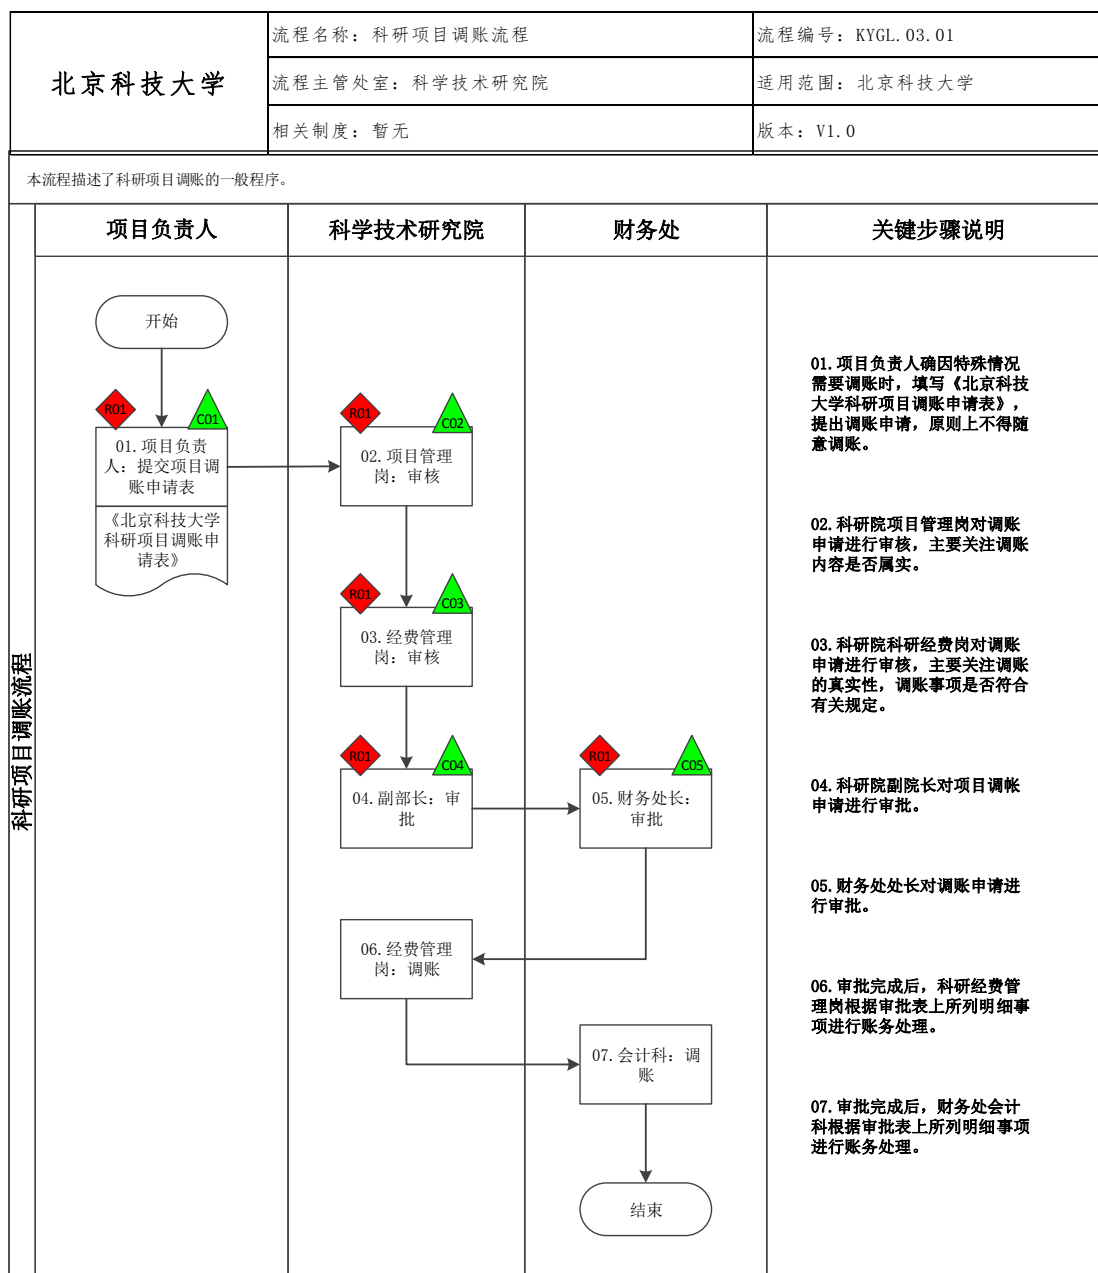 北京科技大学
流程名称：科研项目调账流程
流程编号：KYGL.03.01
流程主管处室：科学技术研究院
适用范围：北京科技大学
相关制度：暂无
版本：V1.0
本流程描述了科研项目调账的一般程序。
科研项目调账流程
项目负责人
科学技术研究院
财务处
关键步骤说明
开始
R01
C01
01.项目负责
人：提交项目调
账申请表
《北京科技大学
科研项目调账申
请表》
R01
C02
02.项目管理
岗：审核
R01
C03
03.经费管理
岗：审核
R01
C04
04.副部长：审
批
R01
C05
05.财务处长：
审批
06.经费管理
岗：调账
07.会计科：调
账
结束
01.项目负责人确因特殊情况
需要调账时，填写《北京科技
大学科研项目调账申请表》，
提出调账申请，原则上不得随
意调账。
02.科研院项目管理岗对调账
申请进行审核，主要关注调账
内容是否属实。
03.科研院科研经费岗对调账
申请进行审核，主要关注调账
的真实性，调账事项是否符合
有关规定。
04.科研院副院长对项目调帐
申请进行审批。
05.财务处处长对调账申请进
行审批。
06.审批完成后，科研经费管
理岗根据审批表上所列明细事
项进行账务处理。
07.审批完成后，财务处会计
科根据审批表上所列明细事项
进行账务处理。